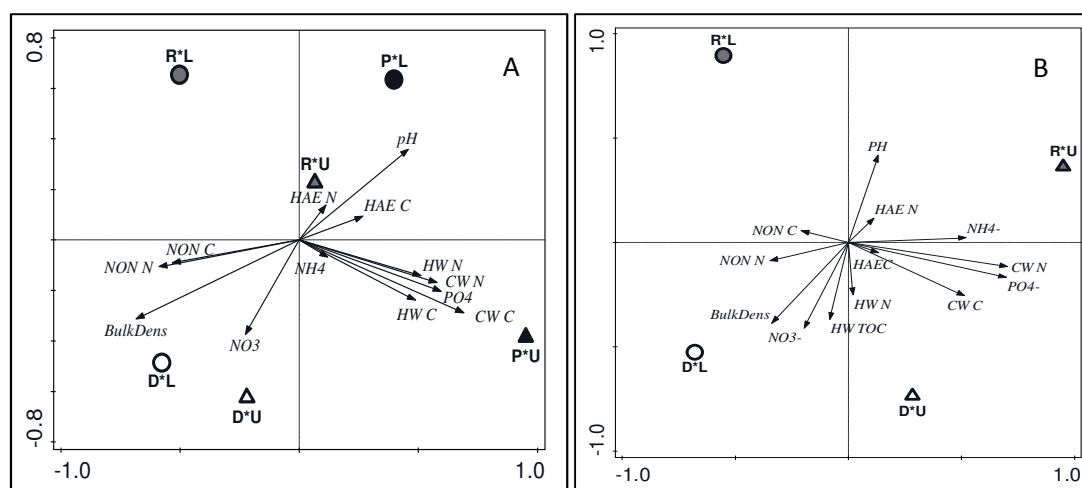 A
0.8
R*L
P*L
pH
R*U
HAE N
HAE C
NON C
NON N
NH4
HW N
CW N
PO4
HW C
CW C
BulkDens
NO3
P*U
D*L
D*U
-0.8
-1.0
1.0
B
1.0
R*L
PH
R*U
HAE N
NON C
NH4-
NON N
HAEC
CW N
PO4-
HW N
CW C
BulkDens
NO3-
HW TOC
D*L
D*U
-1.0
-1.0
1.0